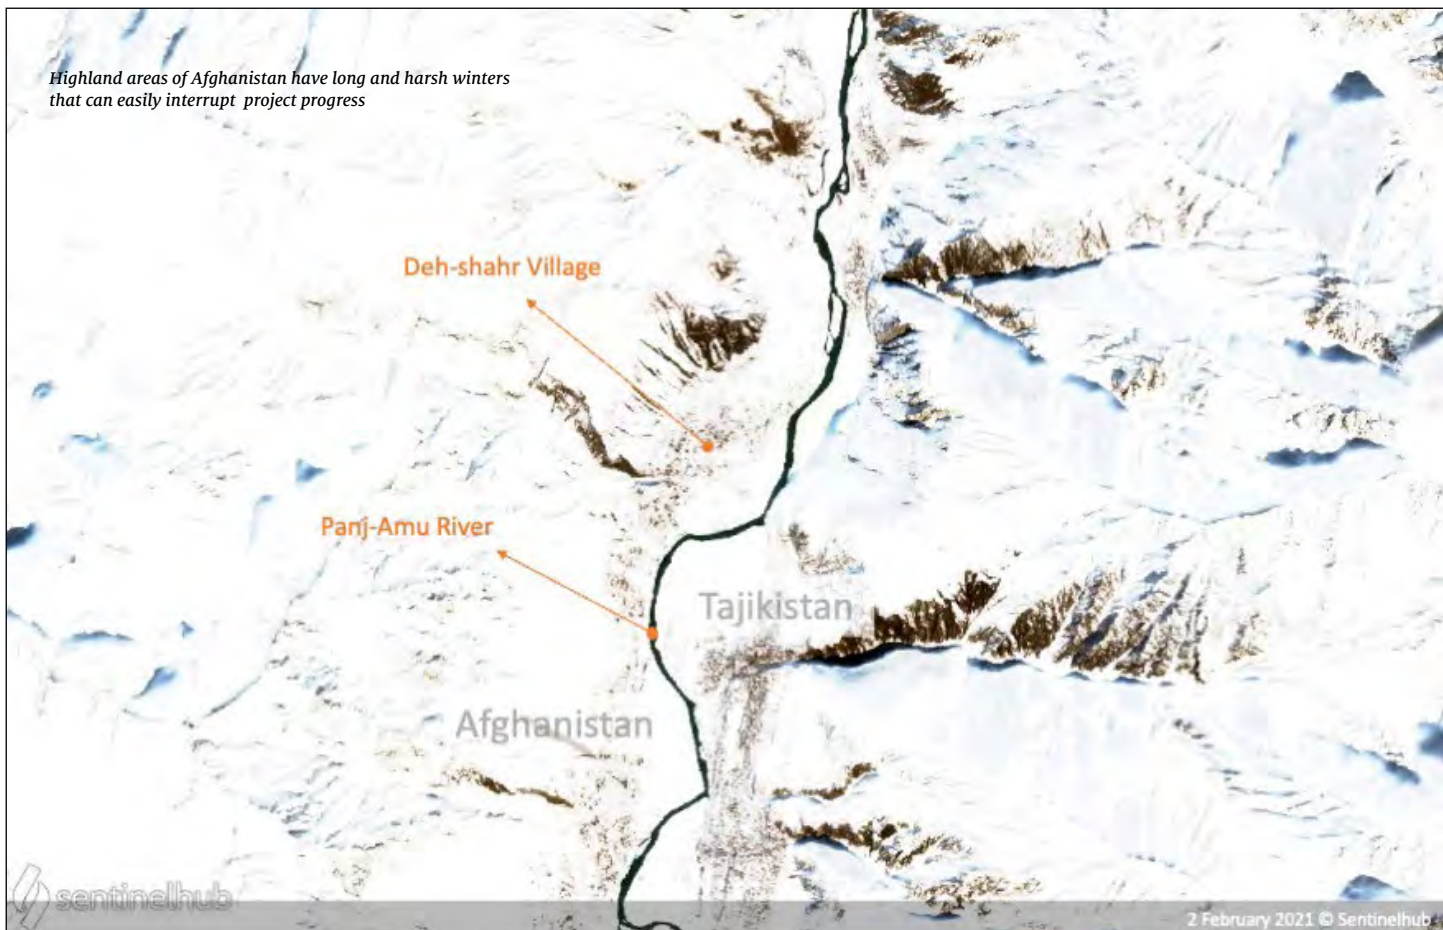 Highland areas of Afghanistan have long and harsh winters
that can easily interrupt project progress
Deh-shahr Village
Panj-Amu River
Tajikistan
Afghanistan
sentinelhub
2 February 2021 © Sentinelhub